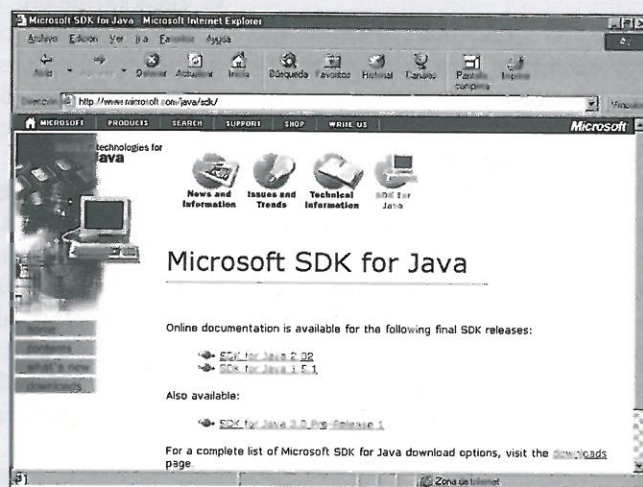 Microsoft SDK for Java - Microsoft Internet Explorer
Archivo Edición Ver Ir a Favoritos Ayuda
Atrás Detener Actualizar Inicio Búsqueda Favoritos Historial Canales Pantalla completa Imprimir
Dirección http://www.microsoft.com/java/sdk/
MICROSOFT PRODUCTS SEARCH SUPPORT SHOP WRITE US Microsoft
technologies for
Java
News and Information
Issues and Trends
Technical Information
SDK for Java
Microsoft SDK for Java
home
contents
what's new
downloads
Online documentation is available for the following final SDK releases:
SDK for Java 2.02
SDK for Java 1.5.1
Also available:
SDK for Java 3.0 Pre-Release 1
For a complete list of Microsoft SDK for Java download options, visit the downloads
page.
Zona de Internet